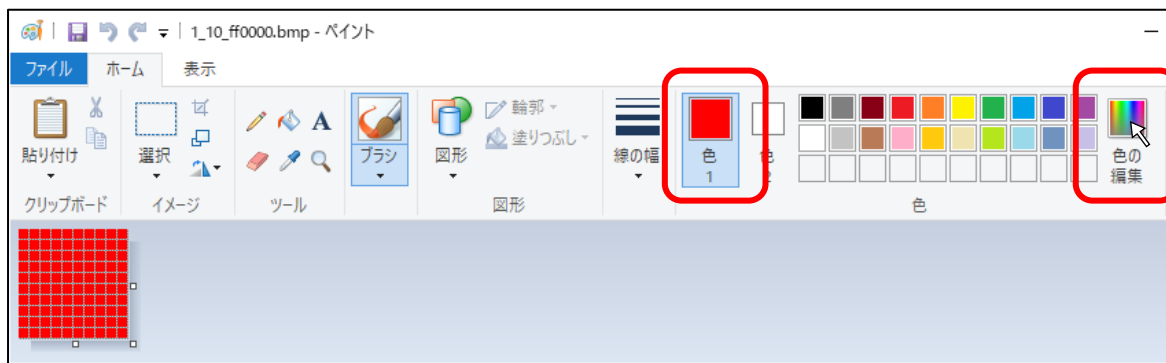 1_10_ff0000.bmp - ペイント
ファイル ホーム 表示
貼り付け
選択
A
ブラシ
図形
輪郭
塗りつぶし
線の幅
色
1
色
2
色の
編集
クリップボード イメージ ツール 図形 色